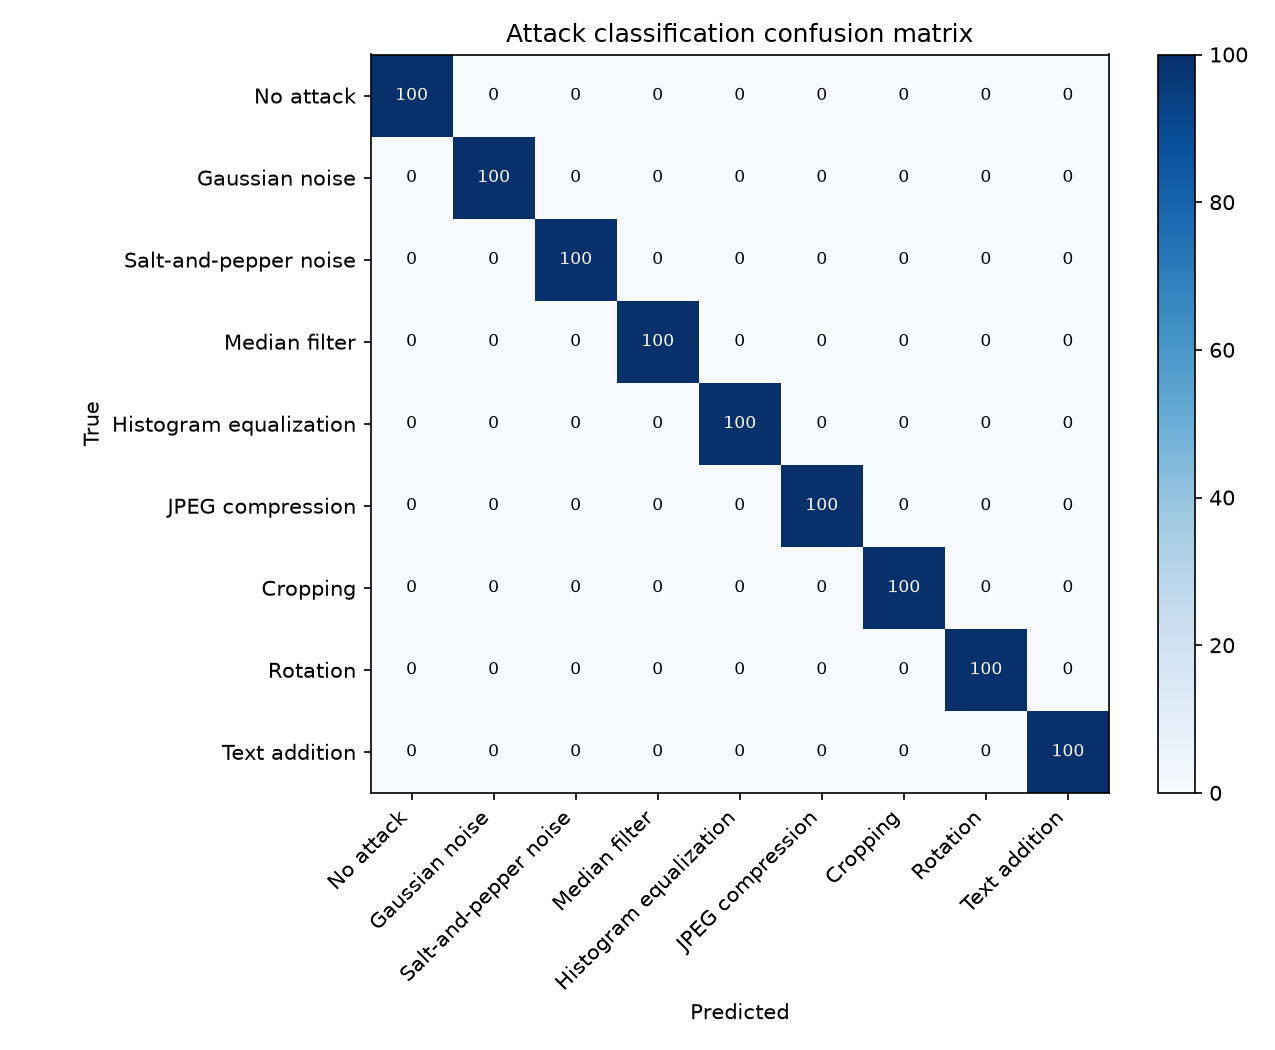 Attack classification confusion matrix
No attack 100 0 0 0 0 0 0 0 0
Gaussian noise 0 100 0 0 0 0 0 0 0
Salt-and-pepper noise 0 0 100 0 0 0 0 0 0
Median filter 0 0 0 100 0 0 0 0 0
Histogram equalization 0 0 0 0 100 0 0 0 0
JPEG compression 0 0 0 0 0 100 0 0 0
Cropping 0 0 0 0 0 0 100 0 0
Rotation 0 0 0 0 0 0 0 100 0
Text addition 0 0 0 0 0 0 0 0 100
True
No attack
Gaussian noise
Salt-and-pepper noise
Median filter
Histogram equalization
JPEG compression
Cropping
Rotation
Text addition
Predicted
100
80
60
40
20
0